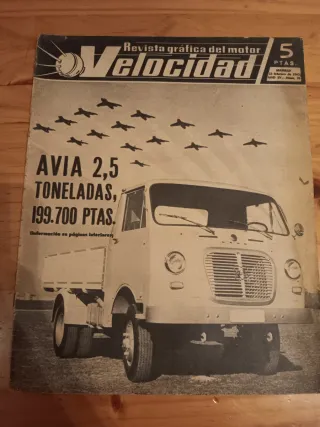 Revista gráfica del motor
Velocidad
5
PTAS.
AVIA 2,5
TONELADAS,
199.700 PTAS.
(Información en páginas interiores)